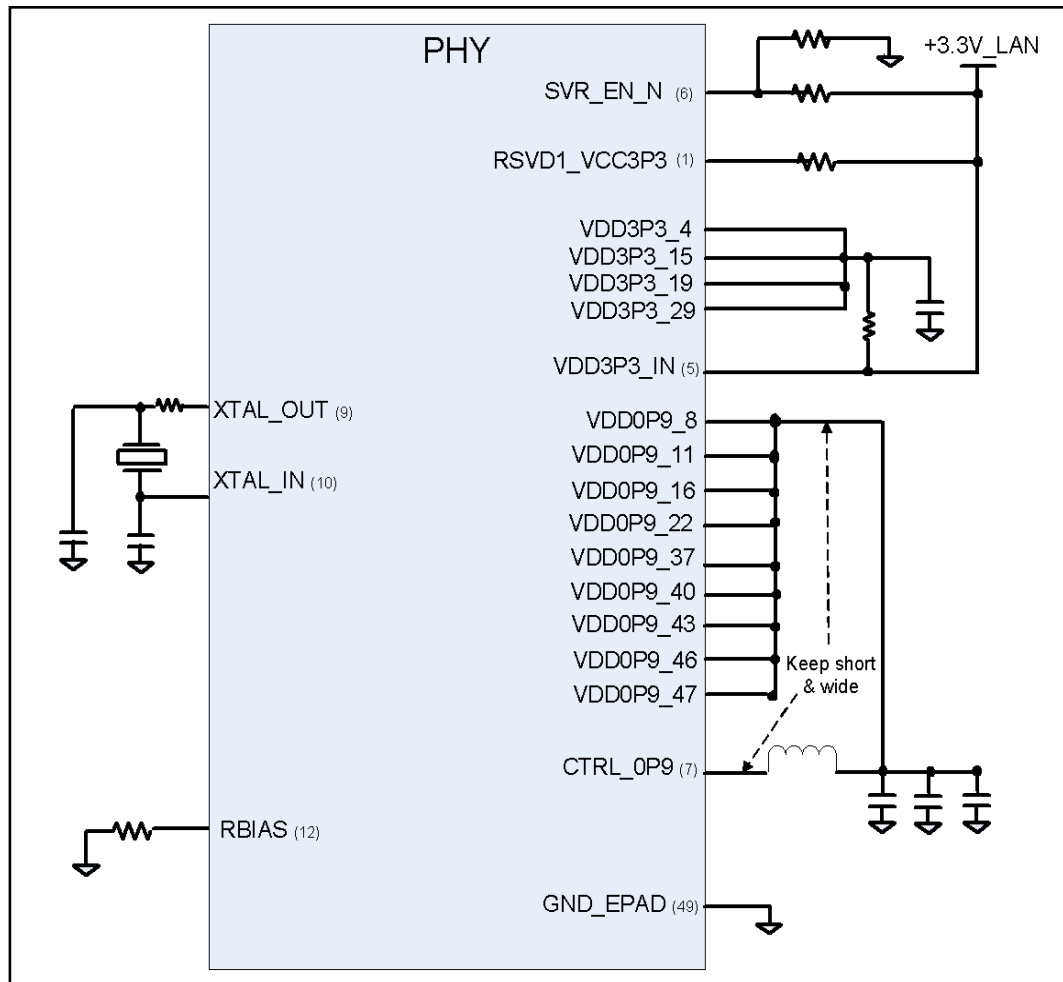 PHY
+3.3V_LAN
SVR_EN_N (6)
RSVD1_VCC3P3 (1)
VDD3P3_4
VDD3P3_15
VDD3P3_19
VDD3P3_29
VDD3P3_IN (5)
XTAL_OUT (9)
XTAL_IN (10)
VDD0P9_8
VDD0P9_11
VDD0P9_16
VDD0P9_22
VDD0P9_37
VDD0P9_40
VDD0P9_43
VDD0P9_46
VDD0P9_47
Keep short
& wide
CTRL_0P9 (7)
RBIAS (12)
GND_EPAD (49)